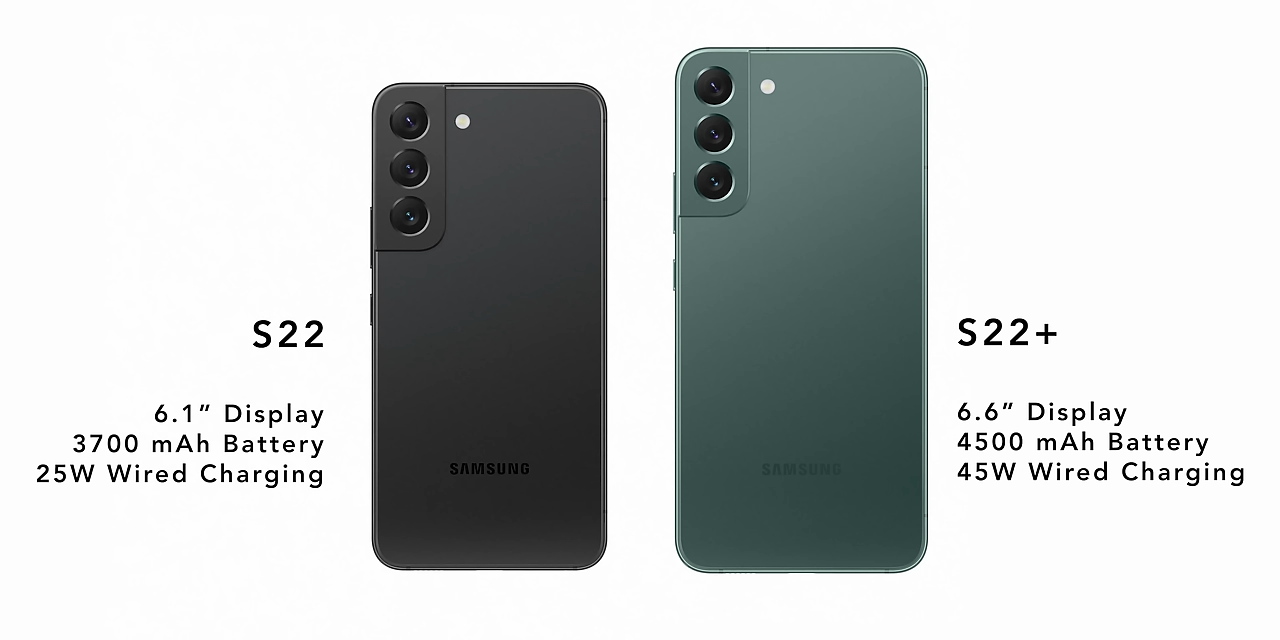 S22
6.1” Display
3700 mAh Battery
25W Wired Charging
SAMSUNG
SAMSUNG
S22+
6.6” Display
4500 mAh Battery
45W Wired Charging